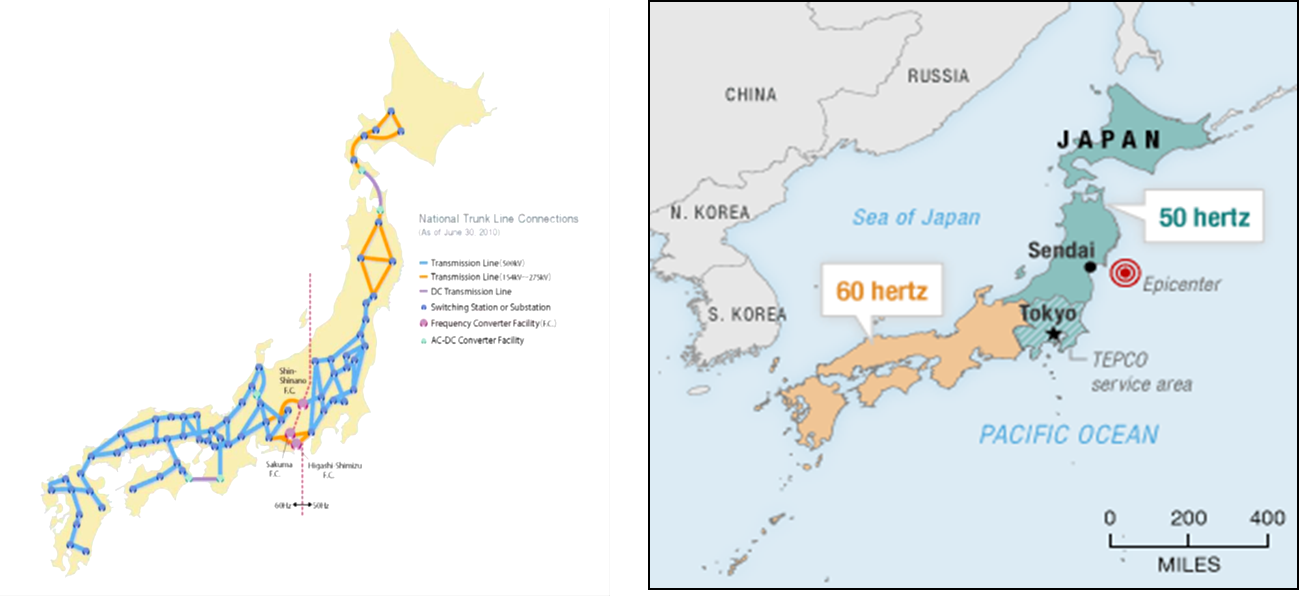 National Trunk Line Connections
(As of June 30, 2010)
Transmission Line(500kV)
Transmission Line(154kV~275kV)
DC Transmission Line
Switching Station or Substation
Frequency Converter Facility(F.C.)
AC-DC Converter Facility
Shin-
Shinano
F.C.
Sakuma
F.C.
Higashi-Shimizu
F.C.
60Hz
50Hz
RUSSIA
CHINA
JAPAN
N. KOREA
Sea of Japan
50 hertz
Sendai
Epicenter
60 hertz
S. KOREA
Tokyo
TEPCO
service area
PACIFIC OCEAN
0 200 400
MILES